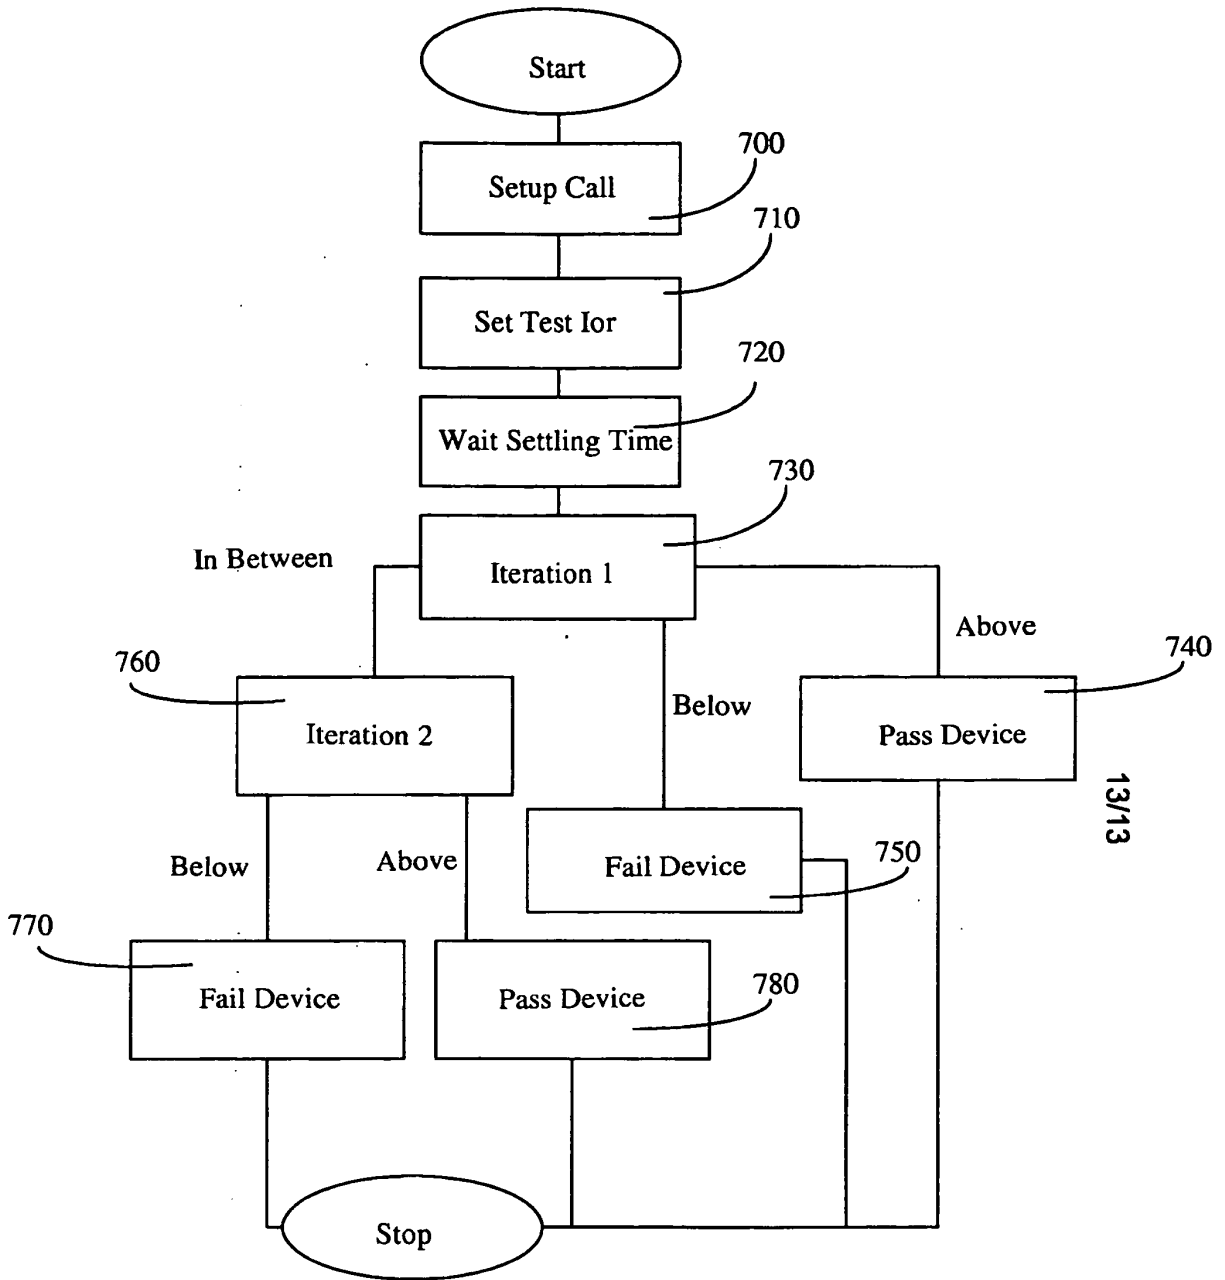 Start
700
Setup Call
710
Set Test Ior
720
Wait Settling Time
730
In Between
Iteration 1
Above
740
760
Below
Iteration 2
Pass Device
13/13
Below
Above
Fail Device
750
770
Fail Device
Pass Device
780
Stop